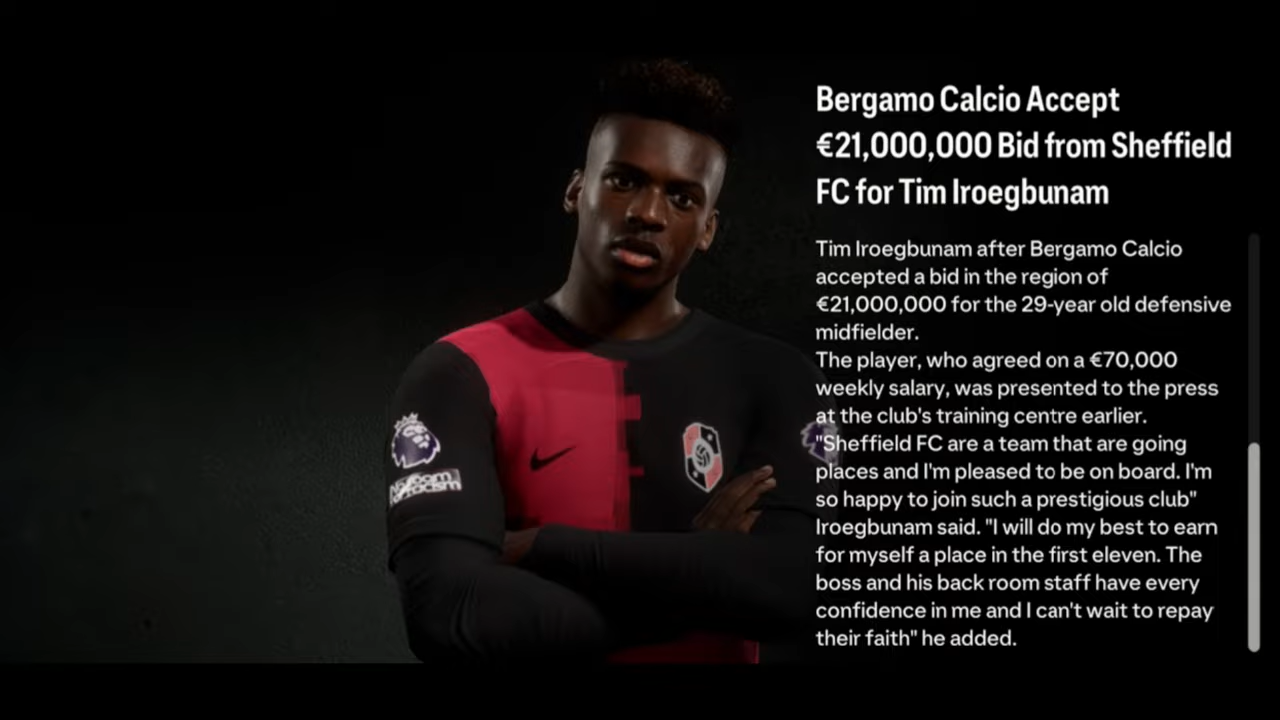 Bergamo Calcio Accept
€21,000,000 Bid from Sheffield
FC for Tim Iroegbunam
Tim Iroegbunam after Bergamo Calcio
accepted a bid in the region of
€21,000,000 for the 29-year old defensive
midfielder.
The player, who agreed on a €70,000
weekly salary, was presented to the press
at the club's training centre earlier.
"Sheffield FC are a team that are going
places and I'm pleased to be on board. I'm
so happy to join such a prestigious club"
Iroegbunam said. "I will do my best to earn
for myself a place in the first eleven. The
boss and his back room staff have every
confidence in me and I can't wait to repay
their faith" he added.